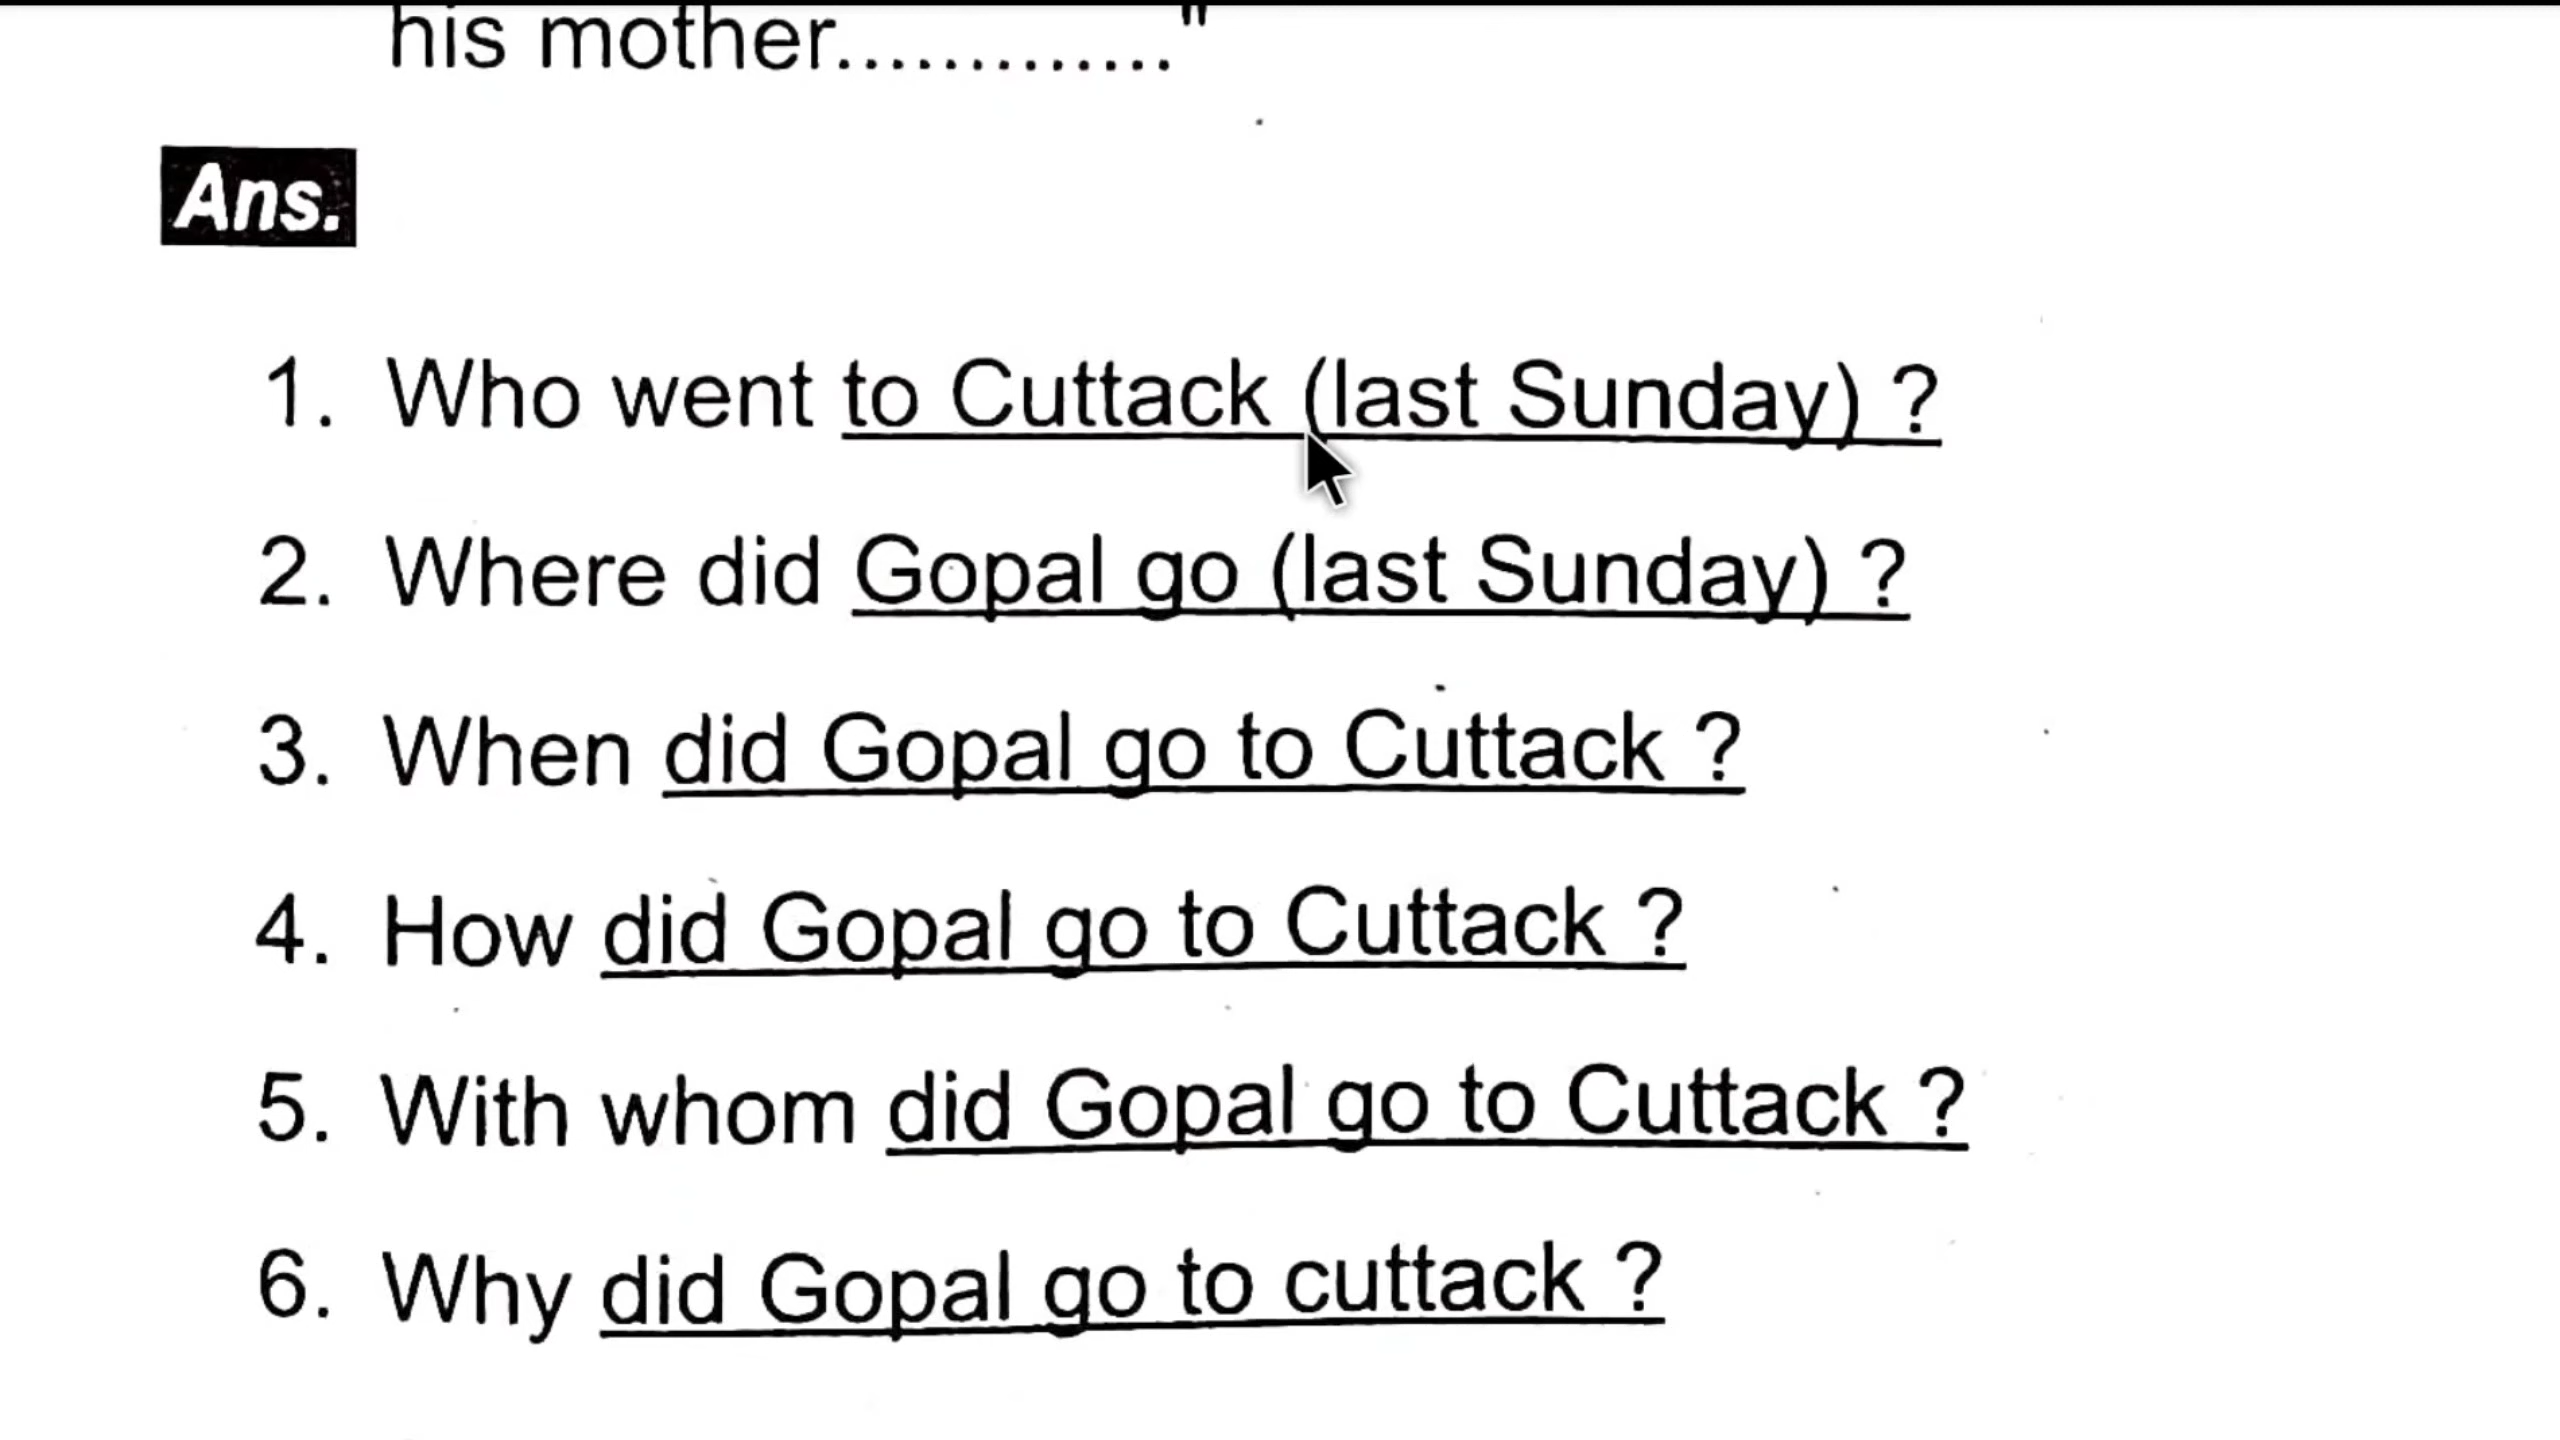 his mother............."
Ans.
1. Who went to Cuttack (last Sunday) ?
2. Where did Gopal go (last Sunday) ?
3. When did Gopal go to Cuttack ?
4. How did Gopal go to Cuttack ?
5. With whom did Gopal go to Cuttack ?
6. Why did Gopal go to cuttack ?